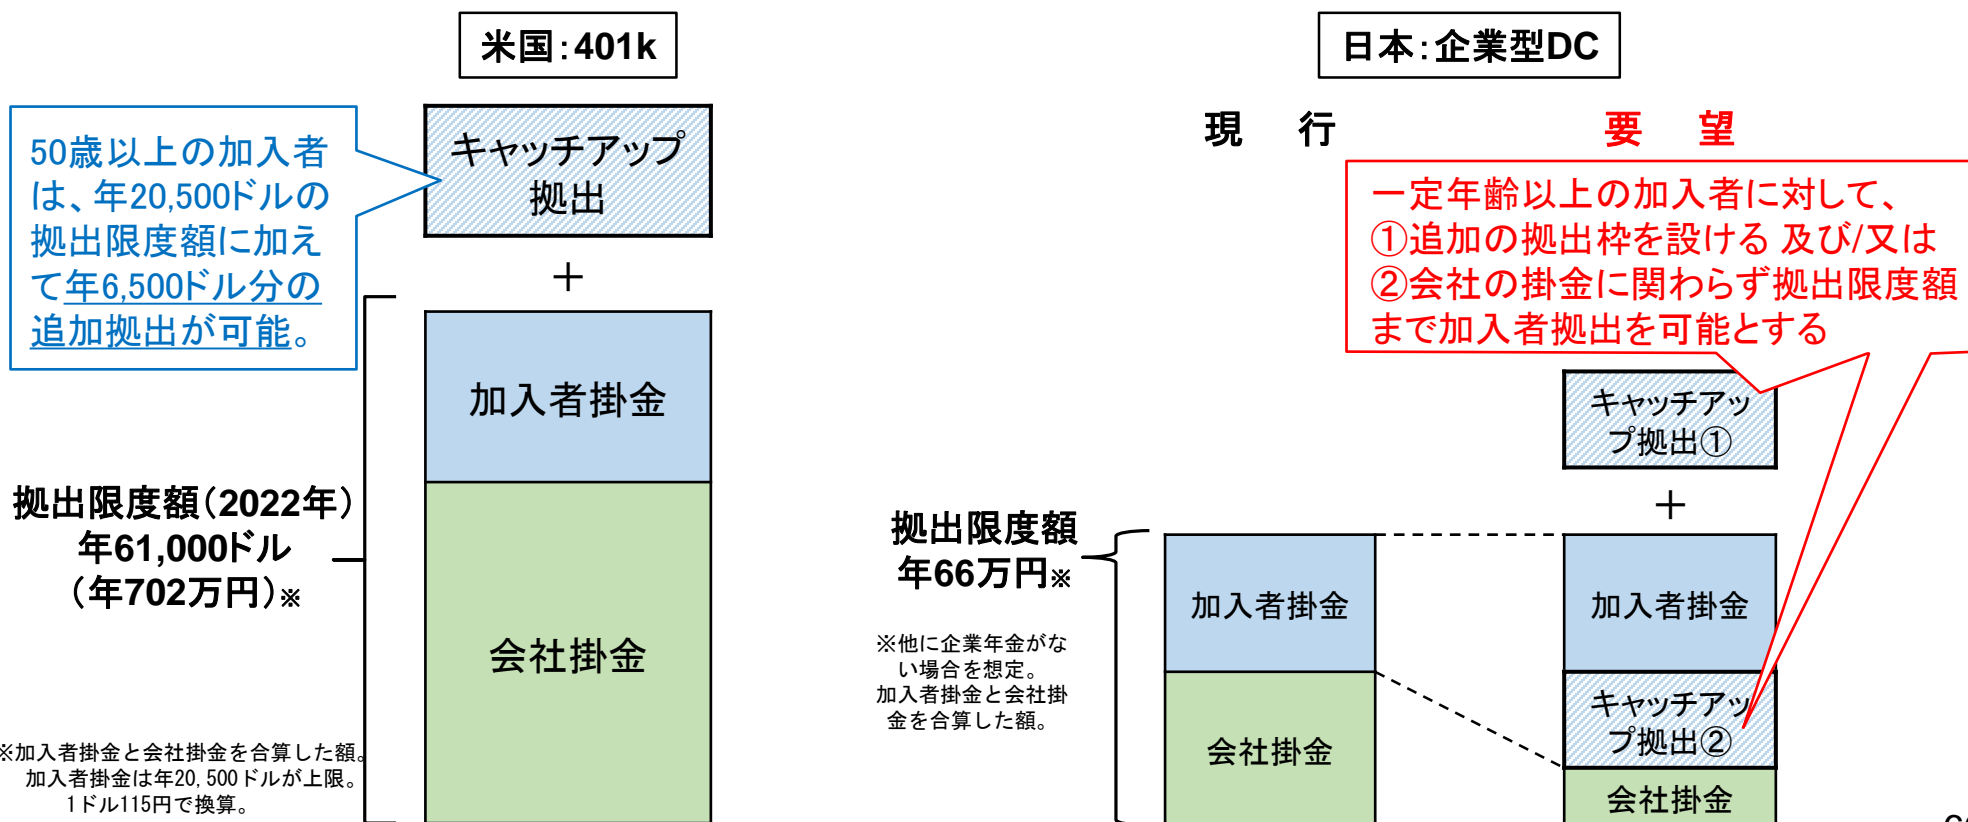 米国：401k
50歳以上の加入者
は、年20,500ドルの
拠出限度額に加え
て年6,500ドル分の
追加拠出が可能。
キャッチアップ
拠出
＋
加入者掛金
会社掛金
拠出限度額（2022年）
年61,000ドル
（年702万円）※
※加入者掛金と会社掛金を合算した額。
加入者掛金は年20,500ドルが上限。
1ドル115円で換算。
日本：企業型DC
現　行
要　望
一定年齢以上の加入者に対して、
①追加の拠出枠を設ける 及び/又は
②会社の掛金に関わらず拠出限度額
まで加入者拠出を可能とする
キャッチアッ
プ拠出①
＋
拠出限度額
年66万円※
※他に企業年金がな
い場合を想定。
加入者掛金と会社掛
金を合算した額。
加入者掛金
会社掛金
加入者掛金
キャッチアッ
プ拠出②
会社掛金